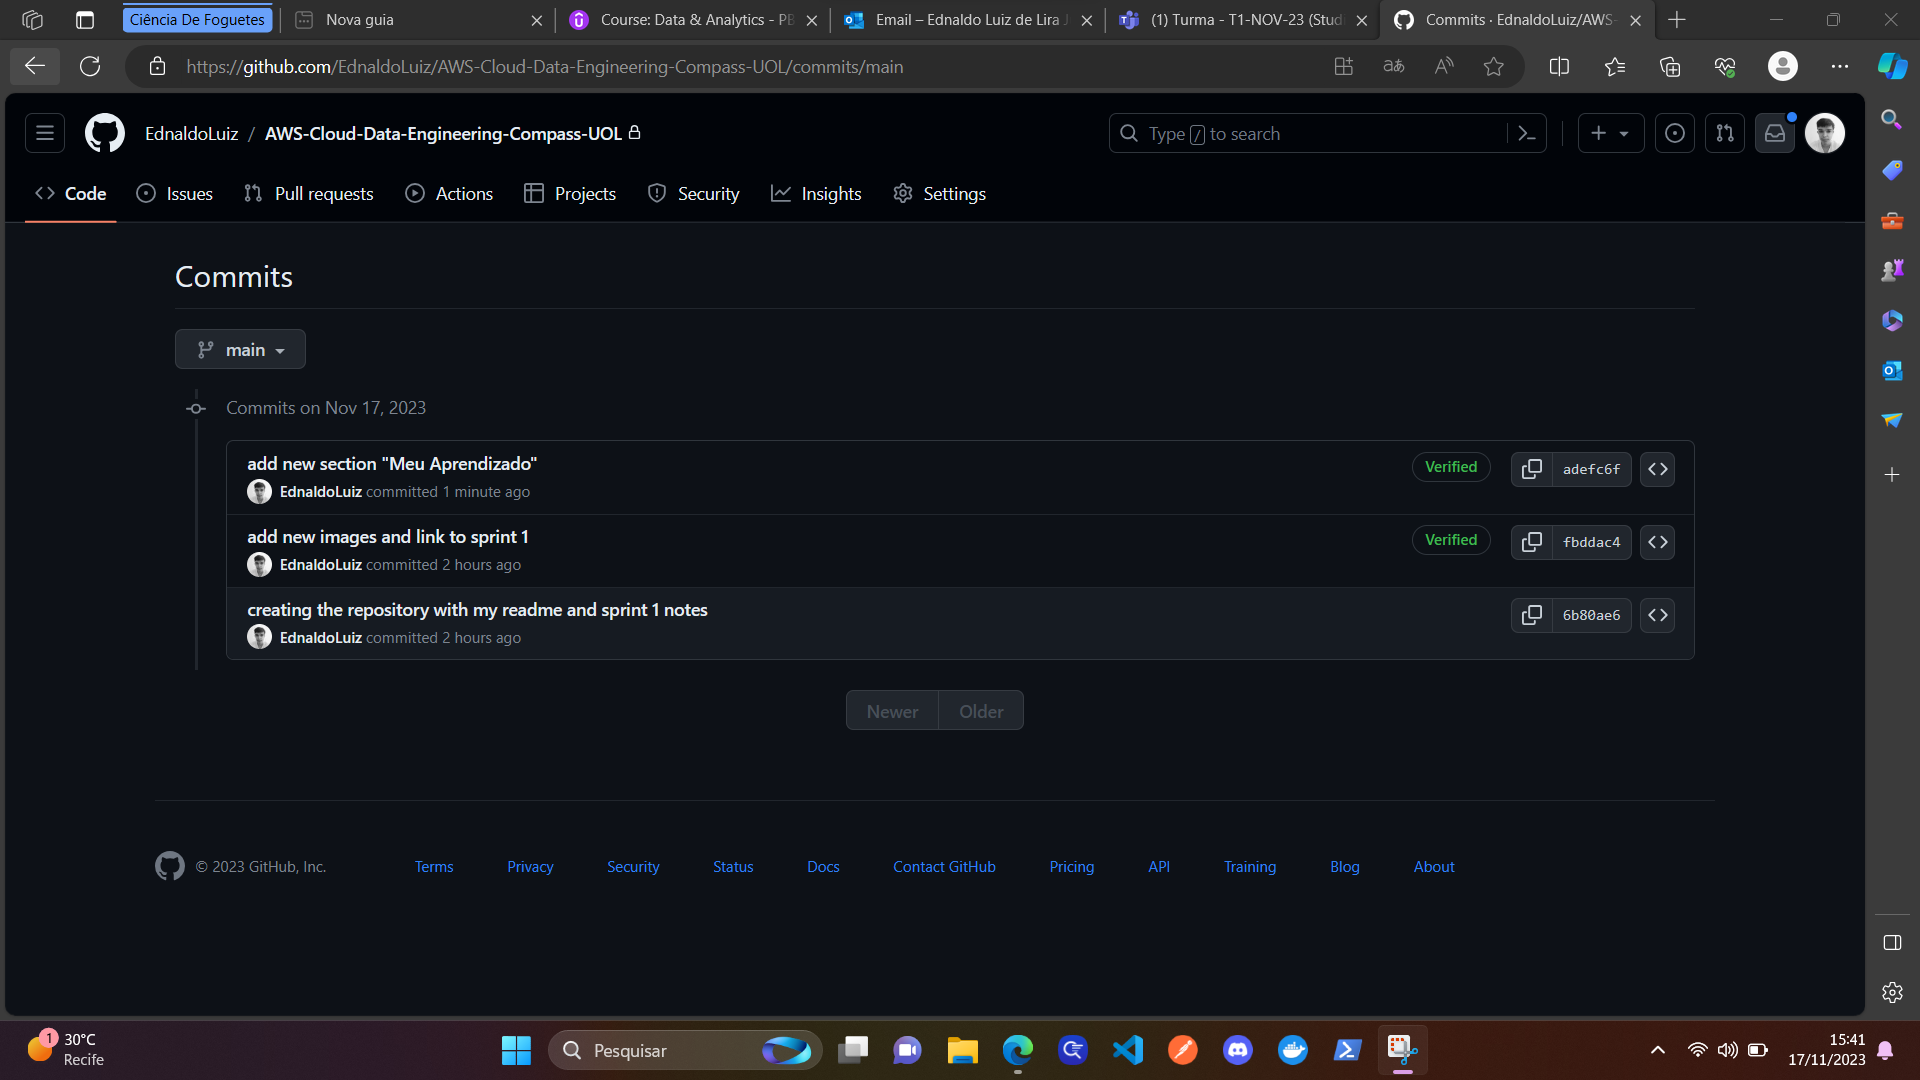 Ciência De Foguetes
Nova guia
Course: Data & Analytics - PB
Email – Ednaldo Luiz de Lira J
(1) Turma - T1-NOV-23 (Stud
Commits · EdnaldoLuiz/AWS-
https://github.com/EdnaldoLuiz/AWS-Cloud-Data-Engineering-Compass-UOL/commits/main
EdnaldoLuiz / AWS-Cloud-Data-Engineering-Compass-UOL
Type / to search
Code
Issues
Pull requests
Actions
Projects
Security
Insights
Settings
Commits
main
Commits on Nov 17, 2023
add new section "Meu Aprendizado"
EdnaldoLuiz committed 1 minute ago
Verified
adefc6f
add new images and link to sprint 1
EdnaldoLuiz committed 2 hours ago
Verified
fbddac4
creating the repository with my readme and sprint 1 notes
EdnaldoLuiz committed 2 hours ago
6b80ae6
Newer
Older
© 2023 GitHub, Inc.
Terms
Privacy
Security
Status
Docs
Contact GitHub
Pricing
API
Training
Blog
About
1
30°C
Recife
Pesquisar
15:41
17/11/2023